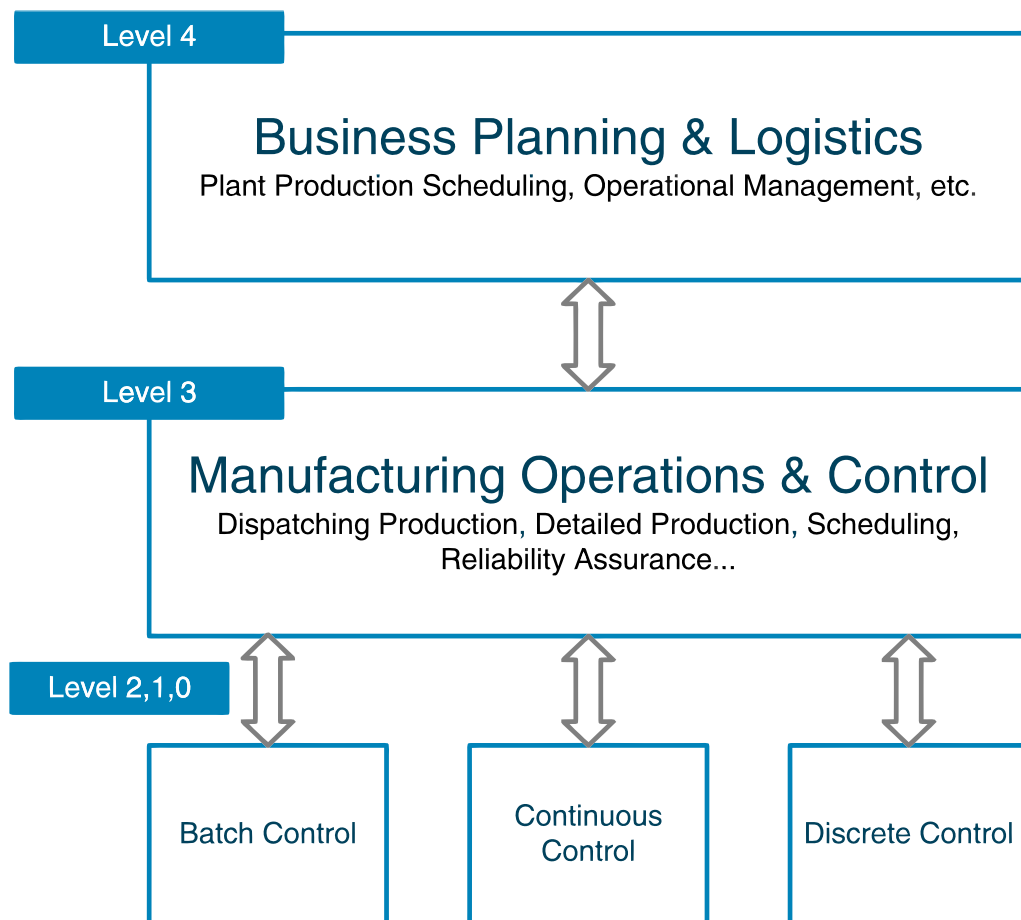 Level 4
Business Planning & Logistics
Plant Production Scheduling, Operational Management, etc.
Level 3
Manufacturing Operations & Control
Dispatching Production, Detailed Production, Scheduling,
Reliability Assurance...
Level 2,1,0
Batch Control
Continuous
Control
Discrete Control